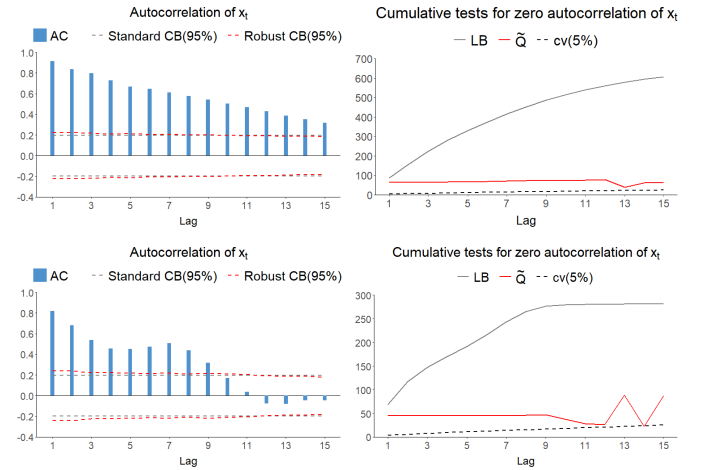 Autocorrelation of xt
AC Standard CB(95%) Robust CB(95%)
1.0
0.8
0.6
0.4
0.2
0.0
-0.2
-0.4
1 3 5 7 9 11 13 15
Lag
Cumulative tests for zero autocorrelation of xt
LB Q̃ cv(5%)
700
600
500
400
300
200
100
0
1 3 5 7 9 11 13 15
Lag
Autocorrelation of xt
AC Standard CB(95%) Robust CB(95%)
1.0
0.8
0.6
0.4
0.2
0.0
-0.2
-0.4
1 3 5 7 9 11 13 15
Lag
Cumulative tests for zero autocorrelation of xt
LB Q̃ cv(5%)
300
250
200
150
100
50
0
1 3 5 7 9 11 13 15
Lag